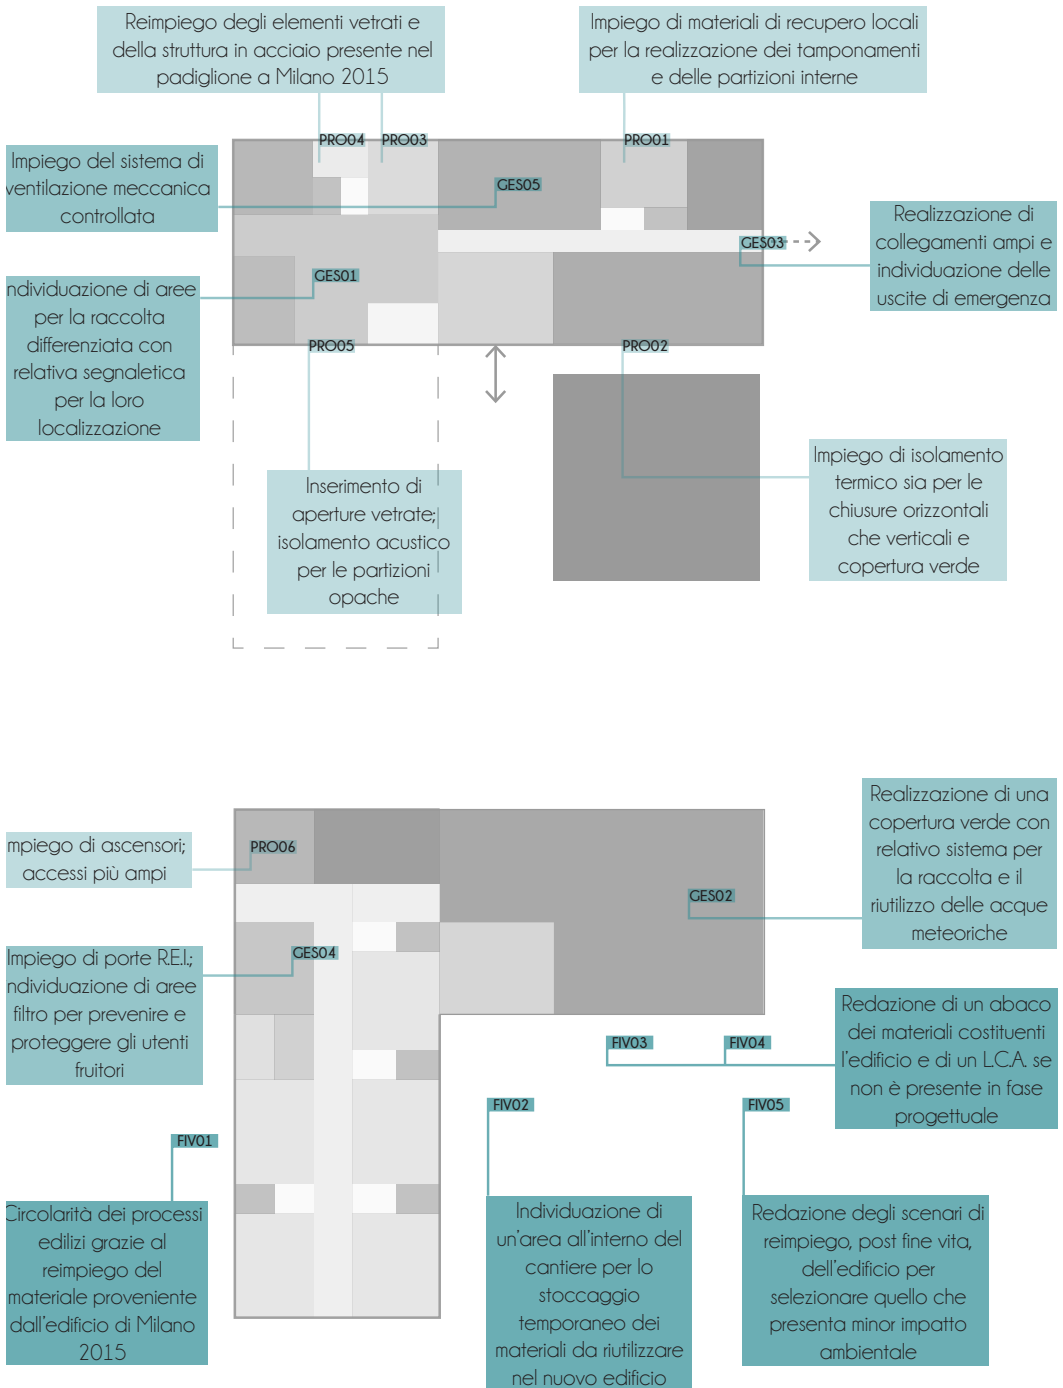 Reimpiego degli elementi vetrati e
della struttura in acciaio presente nel
padiglione a Milano 2015
Impiego di materiali di recupero locali
per la realizzazione dei tamponamenti
e delle partizioni interne
PRO04
PRO03
PRO01
Impiego del sistema di
ventilazione meccanica
controllata
GES05
Realizzazione di
collegamenti ampi e
individuazione delle
uscite di emergenza
GES03
GES01
ndividuazione di aree
per la raccolta
differenziata con
relativa segnaletica
per la loro
localizzazione
PRO05
PRO02
Inserimento di
aperture vetrate;
isolamento acustico
per le partizioni
opache
Impiego di isolamento
termico sia per le
chiusure orizzontali
che verticali e
copertura verde
mpiego di ascensori;
accessi più ampi
PRO06
Realizzazione di una
copertura verde con
relativo sistema per
la raccolta e il
riutilizzo delle acque
meteoriche
GES02
Impiego di porte R.E.I.;
ndividuazione di aree
filtro per prevenire e
proteggere gli utenti
fruitori
GES04
Redazione di un abaco
dei materiali costituenti
l'edificio e di un L.C.A. se
non è presente in fase
progettuale
FIV03
FIV04
FIV02
FIV05
FIV01
Circolarità dei processi
edilizi grazie al
reimpiego del
materiale proveniente
dall'edificio di Milano
2015
Individuazione di
un'area all'interno del
cantiere per lo
stoccaggio
temporaneo dei
materiali da riutilizzare
nel nuovo edificio
Redazione degli scenari di
reimpiego, post fine vita,
dell'edificio per
selezionare quello che
presenta minor impatto
ambientale